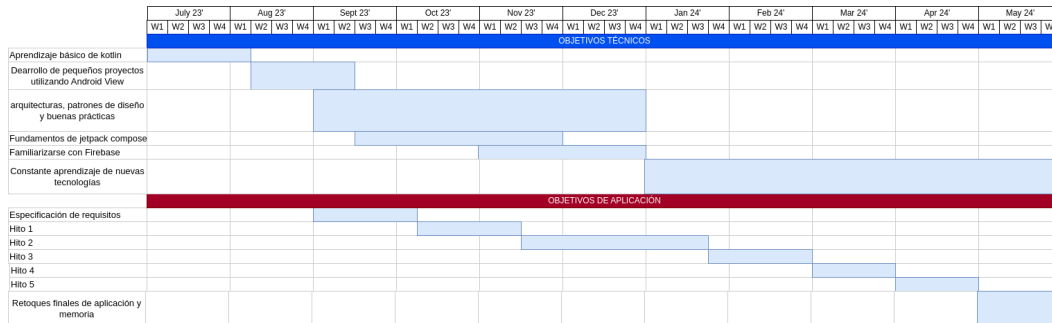 July 23' Aug 23' Sept 23' Oct 23' Nov 23' Dec 23' Jan 24' Feb 24' Mar 24' Apr 24' May 24'
W1 W2 W3 W4 W1 W2 W3 W4 W1 W2 W3 W4 W1 W2 W3 W4 W1 W2 W3 W4 W1 W2 W3 W4 W1 W2 W3 W4 W1 W2 W3 W4 W1 W2 W3 W4 W1 W2 W3 W4 W1 W2 W3
OBJETIVOS TÉCNICOS
Aprendizaje básico de kotlin
Dearrollo de pequeños proyectos
utilizando Android View
arquitecturas, patrones de diseño
y buenas prácticas
Fundamentos de jetpack compose
Familiarizarse con Firebase
Constante aprendizaje de nuevas
tecnologías
OBJETIVOS DE APLICACIÓN
Especificación de requisitos
Hito 1
Hito 2
Hito 3
Hito 4
Hito 5
Retoques finales de aplicación y
memoria